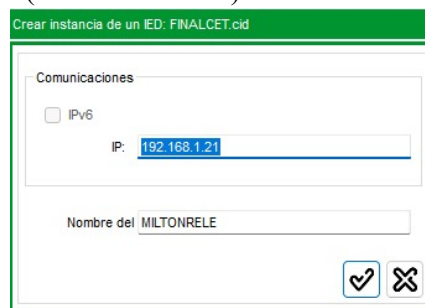 Crear instancia de un IED: FINALCET.cid
Comunicaciones
IPv6
IP: 192.168.1.21
Nombre del MILTONRELE